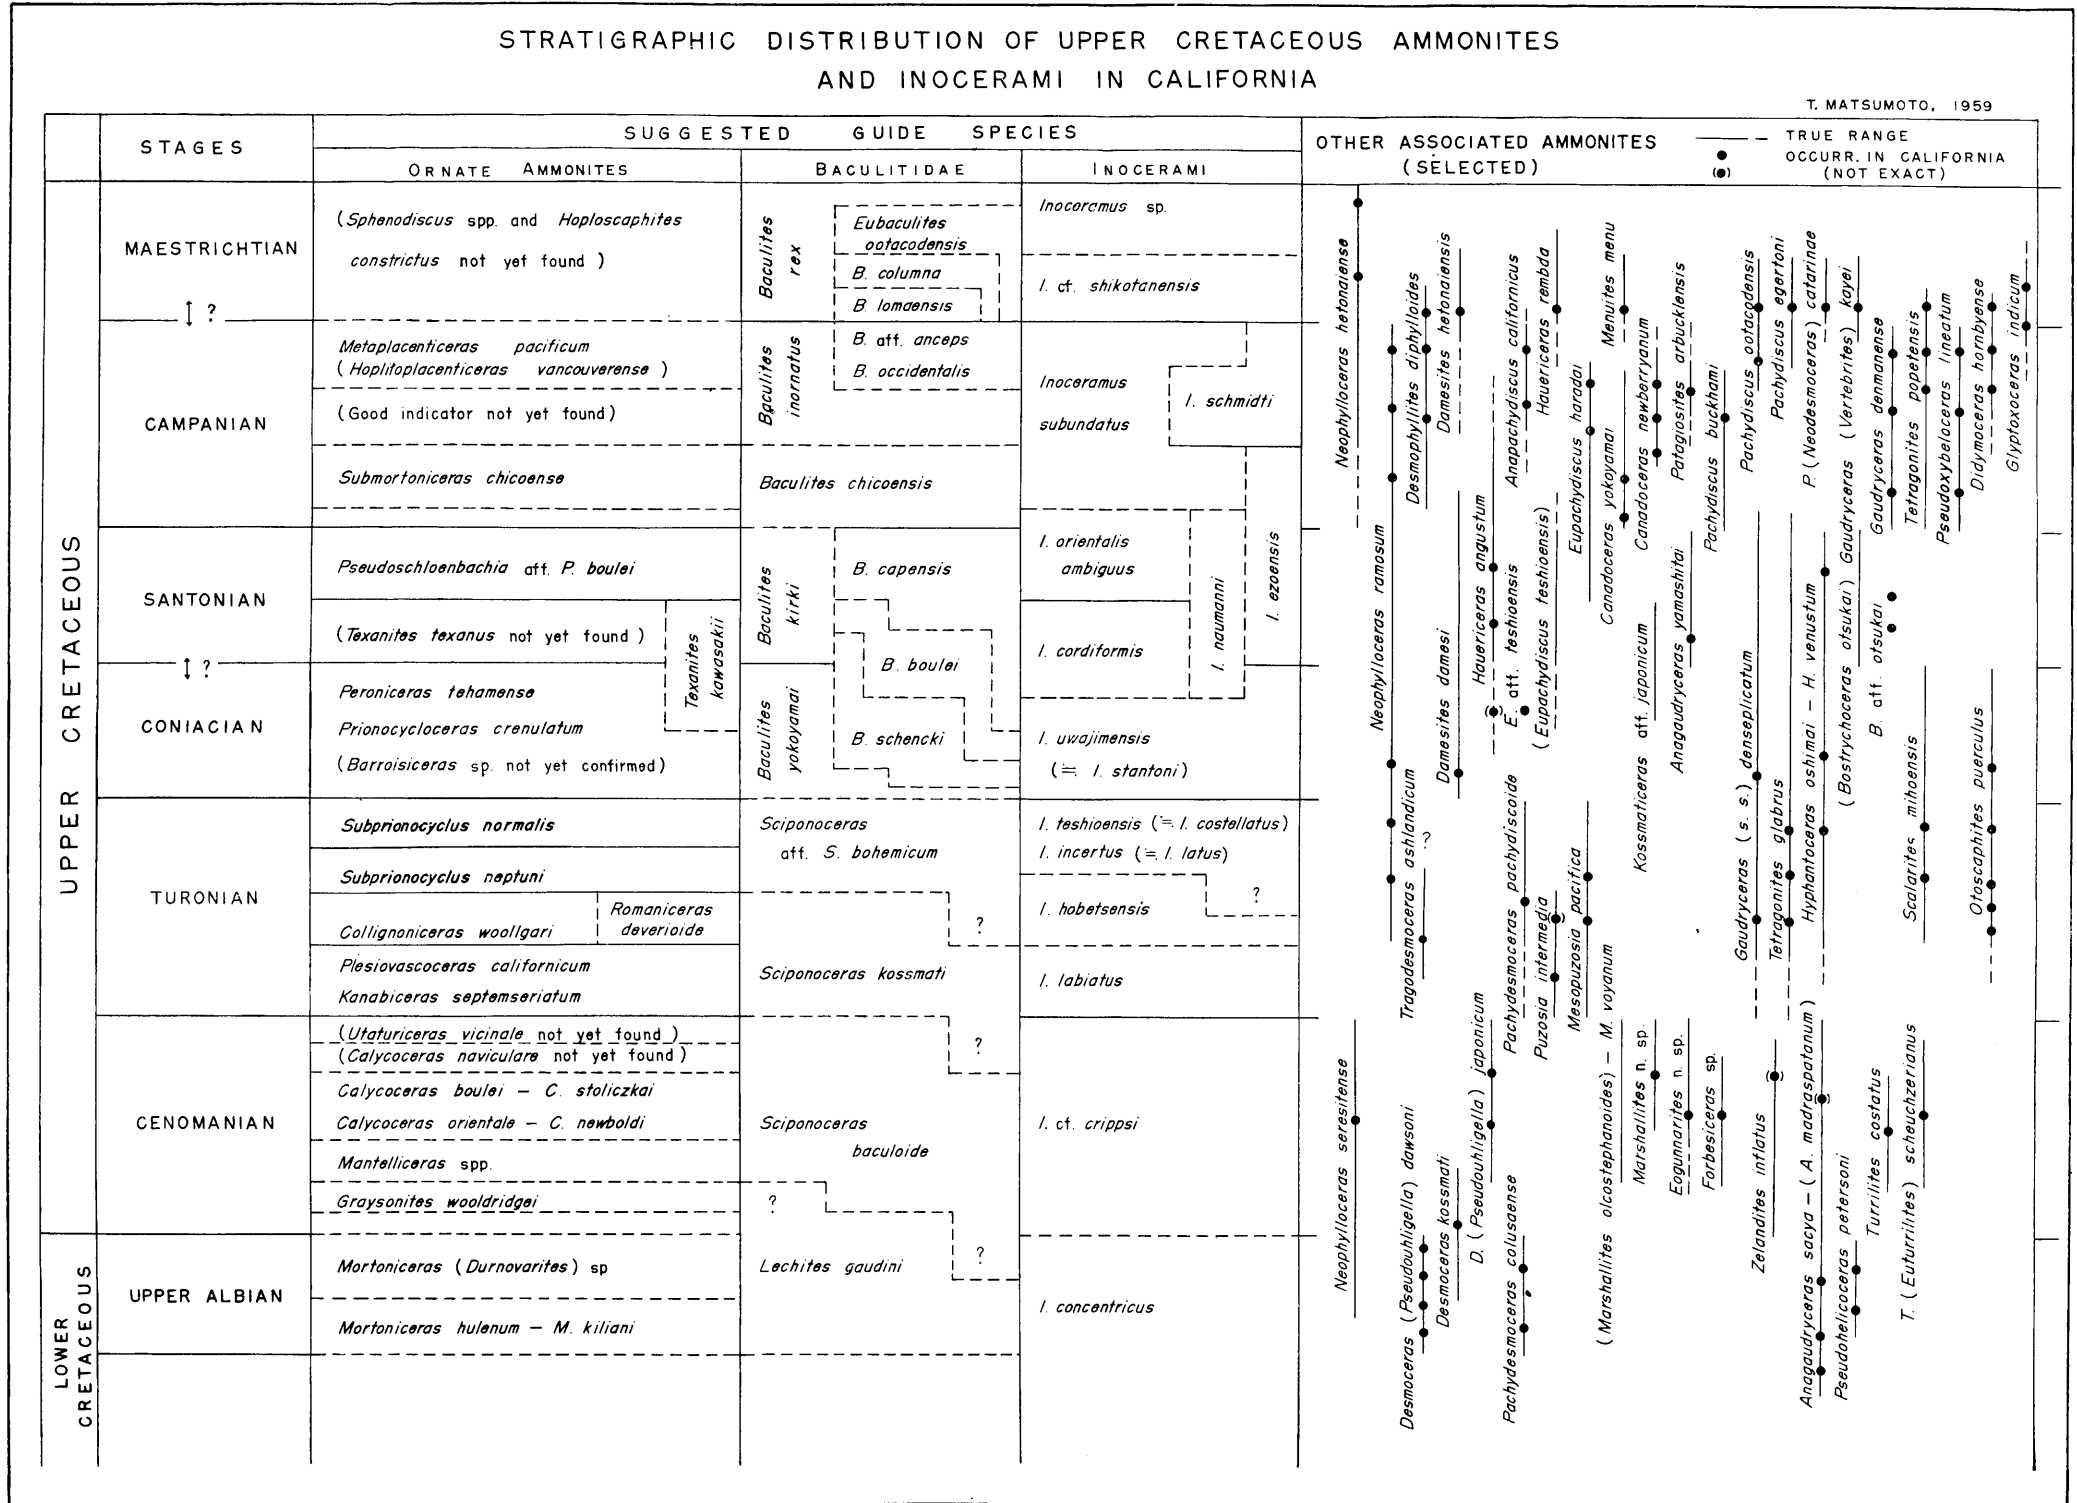 STRATIGRAPHIC DISTRIBUTION OF UPPER CRETACEOUS AMMONITES
AND INOCERAMI IN CALIFORNIA
T. MATSUMOTO, 1959
STAGES
SUGGESTED GUIDE SPECIES
ORNATE AMMONITES
BACULITIDAE
INOCERAMI
OTHER ASSOCIATED AMMONITES
(SELECTED)
TRUE RANGE
OCCURR. IN CALIFORNIA
(NOT EXACT)
UPPER CRETACEOUS
LOWER
CRETACEOUS
MAESTRICHTIAN
?
CAMPANIAN
SANTONIAN
?
CONIACIAN
TURONIAN
CENOMANIAN
UPPER ALBIAN
(Sphenodiscus spp. and Hoploscaphites
constrictus not yet found)
Metaplacenticeras pacificum
(Hoplitoplacenticeras vancouverense)
(Good indicator not yet found)
Submortoniceras chicoense
Pseudoschloenbachia aff. P. boulei
(Texanites texanus not yet found)
Texanites
kawasakii
Peroniceras tehamense
Prionocycloceras crenulatum
(Barroisiceras sp. not yet confirmed)
Subprionocyclus normalis
Subprionocyclus neptuni
Collignoniceras woollgari
Romaniceras
deverioide
Plesiovascoceras californicum
Kanabiceras septemseriatum
(Utaturiceras vicinale not yet found)
(Calycoceras naviculare not yet found)
Calycoceras boulei – C. stoliczkai
Calycoceras orientale – C. newboldi
Mantelliceras spp.
Graysonites wooldridgei
Mortoniceras (Durnovarites) sp
Mortoniceras hulenum – M. kiliani
Baculites
rex
Eubaculites
ootacodensis
B. columna
B. lomaensis
Baculites
inornatus
B. aff. anceps
B. occidentalis
Baculites chicoensis
Baculites
kirki
B. capensis
B. boulei
Baculites
yokoyamai
B. schencki
Sciponoceras
aff. S. bohemicum
?
Sciponoceras kossmati
?
Sciponoceras
baculoide
?
Lechites gaudini
?
Inoceramus sp.
I. cf. shikotanensis
Inoceramus
subundatus
I. schmidti
I. orientalis
ambiguus
I. cordiformis
I. naumanni
I. ezoensis
I. uwajimensis
(≒ I. stantoni)
I. teshioensis (≒ I. costellatus)
I. incertus (≒ I. latus)
?
I. hobetsensis
I. labiatus
I. cf. crippsi
I. concentricus
Neophylloceras hetonaiense
Neophylloceras ramosum
Desmophyllites diphylloides
Damesites hetonaiensis
Damesites damesi
Hauericeras angustum
Anapachydiscus californicus
Hauericeras rembda
E. aff. teshioensis
(Eupachydiscus teshioensis)
Eupachydiscus haradai
Menuites menu
Canadoceras yokoyamai
Canadoceras newberryanum
Patagiosites arbucklensis
Pachydiscus buckhami
Pachydiscus ootacodensis
Pachydiscus egertoni
P. (Neodesmoceras) catarinae
Gaudryceras (Vertebrites) kayei
Gaudryceras denmanense
Tetragonites popetensis
Pseudoxybeloceras lineatum
Didymoceras hornbyense
Glyptoxoceras indicum
Kossmaticeras aff. japonicum
Anagaudryceras yamashitai
Gaudryceras (s. s.) denseplicatum
Tetragonites glabrus
Hyphantoceras oshimai – H. venustum
(Bostrychoceras otsukai)
B. aff. otsukai
Scalarites mihoensis
Otoscaphites puerculus
Tragodesmoceras ashlandicum
?
Pachydesmoceras pachydiscoide
Puzosia intermedia
Mesopuzosia pacifica
Neophylloceras seresitense
Desmoceras (Pseudouhligella) dawsoni
Desmoceras kossmati
D. (Pseudouhligella) japonicum
Pachydesmoceras colusaense
(Marshallites olcostephanoides) – M. voyanum
Marshallites n. sp.
Eogunnarites n. sp.
Forbesiceras sp.
Zelandites inflatus
Anagaudryceras sacya – (A. madraspatanum)
Pseudohelicoceras petersoni
Turrilites costatus
T. (Euturrilites) scheuchzerianus